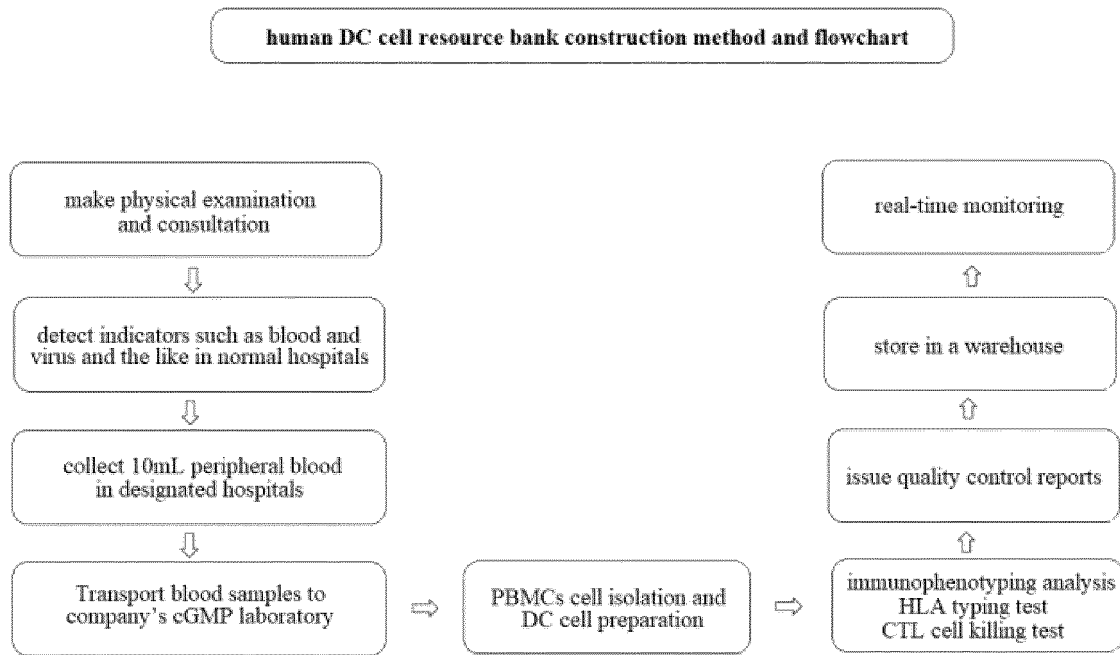 human DC cell resource bank construction method and flowchart
make physical examination
and consultation
detect indicators such as blood and
virus and the like in normal hospitals
collect 10mL peripheral blood
in designated hospitals
Transport blood samples to
company's cGMP laboratory
PBMCs cell isolation and
DC cell preparation
immunophenotyping analysis
HLA typing test
CTL cell killing test
issue quality control reports
store in a warehouse
real-time monitoring